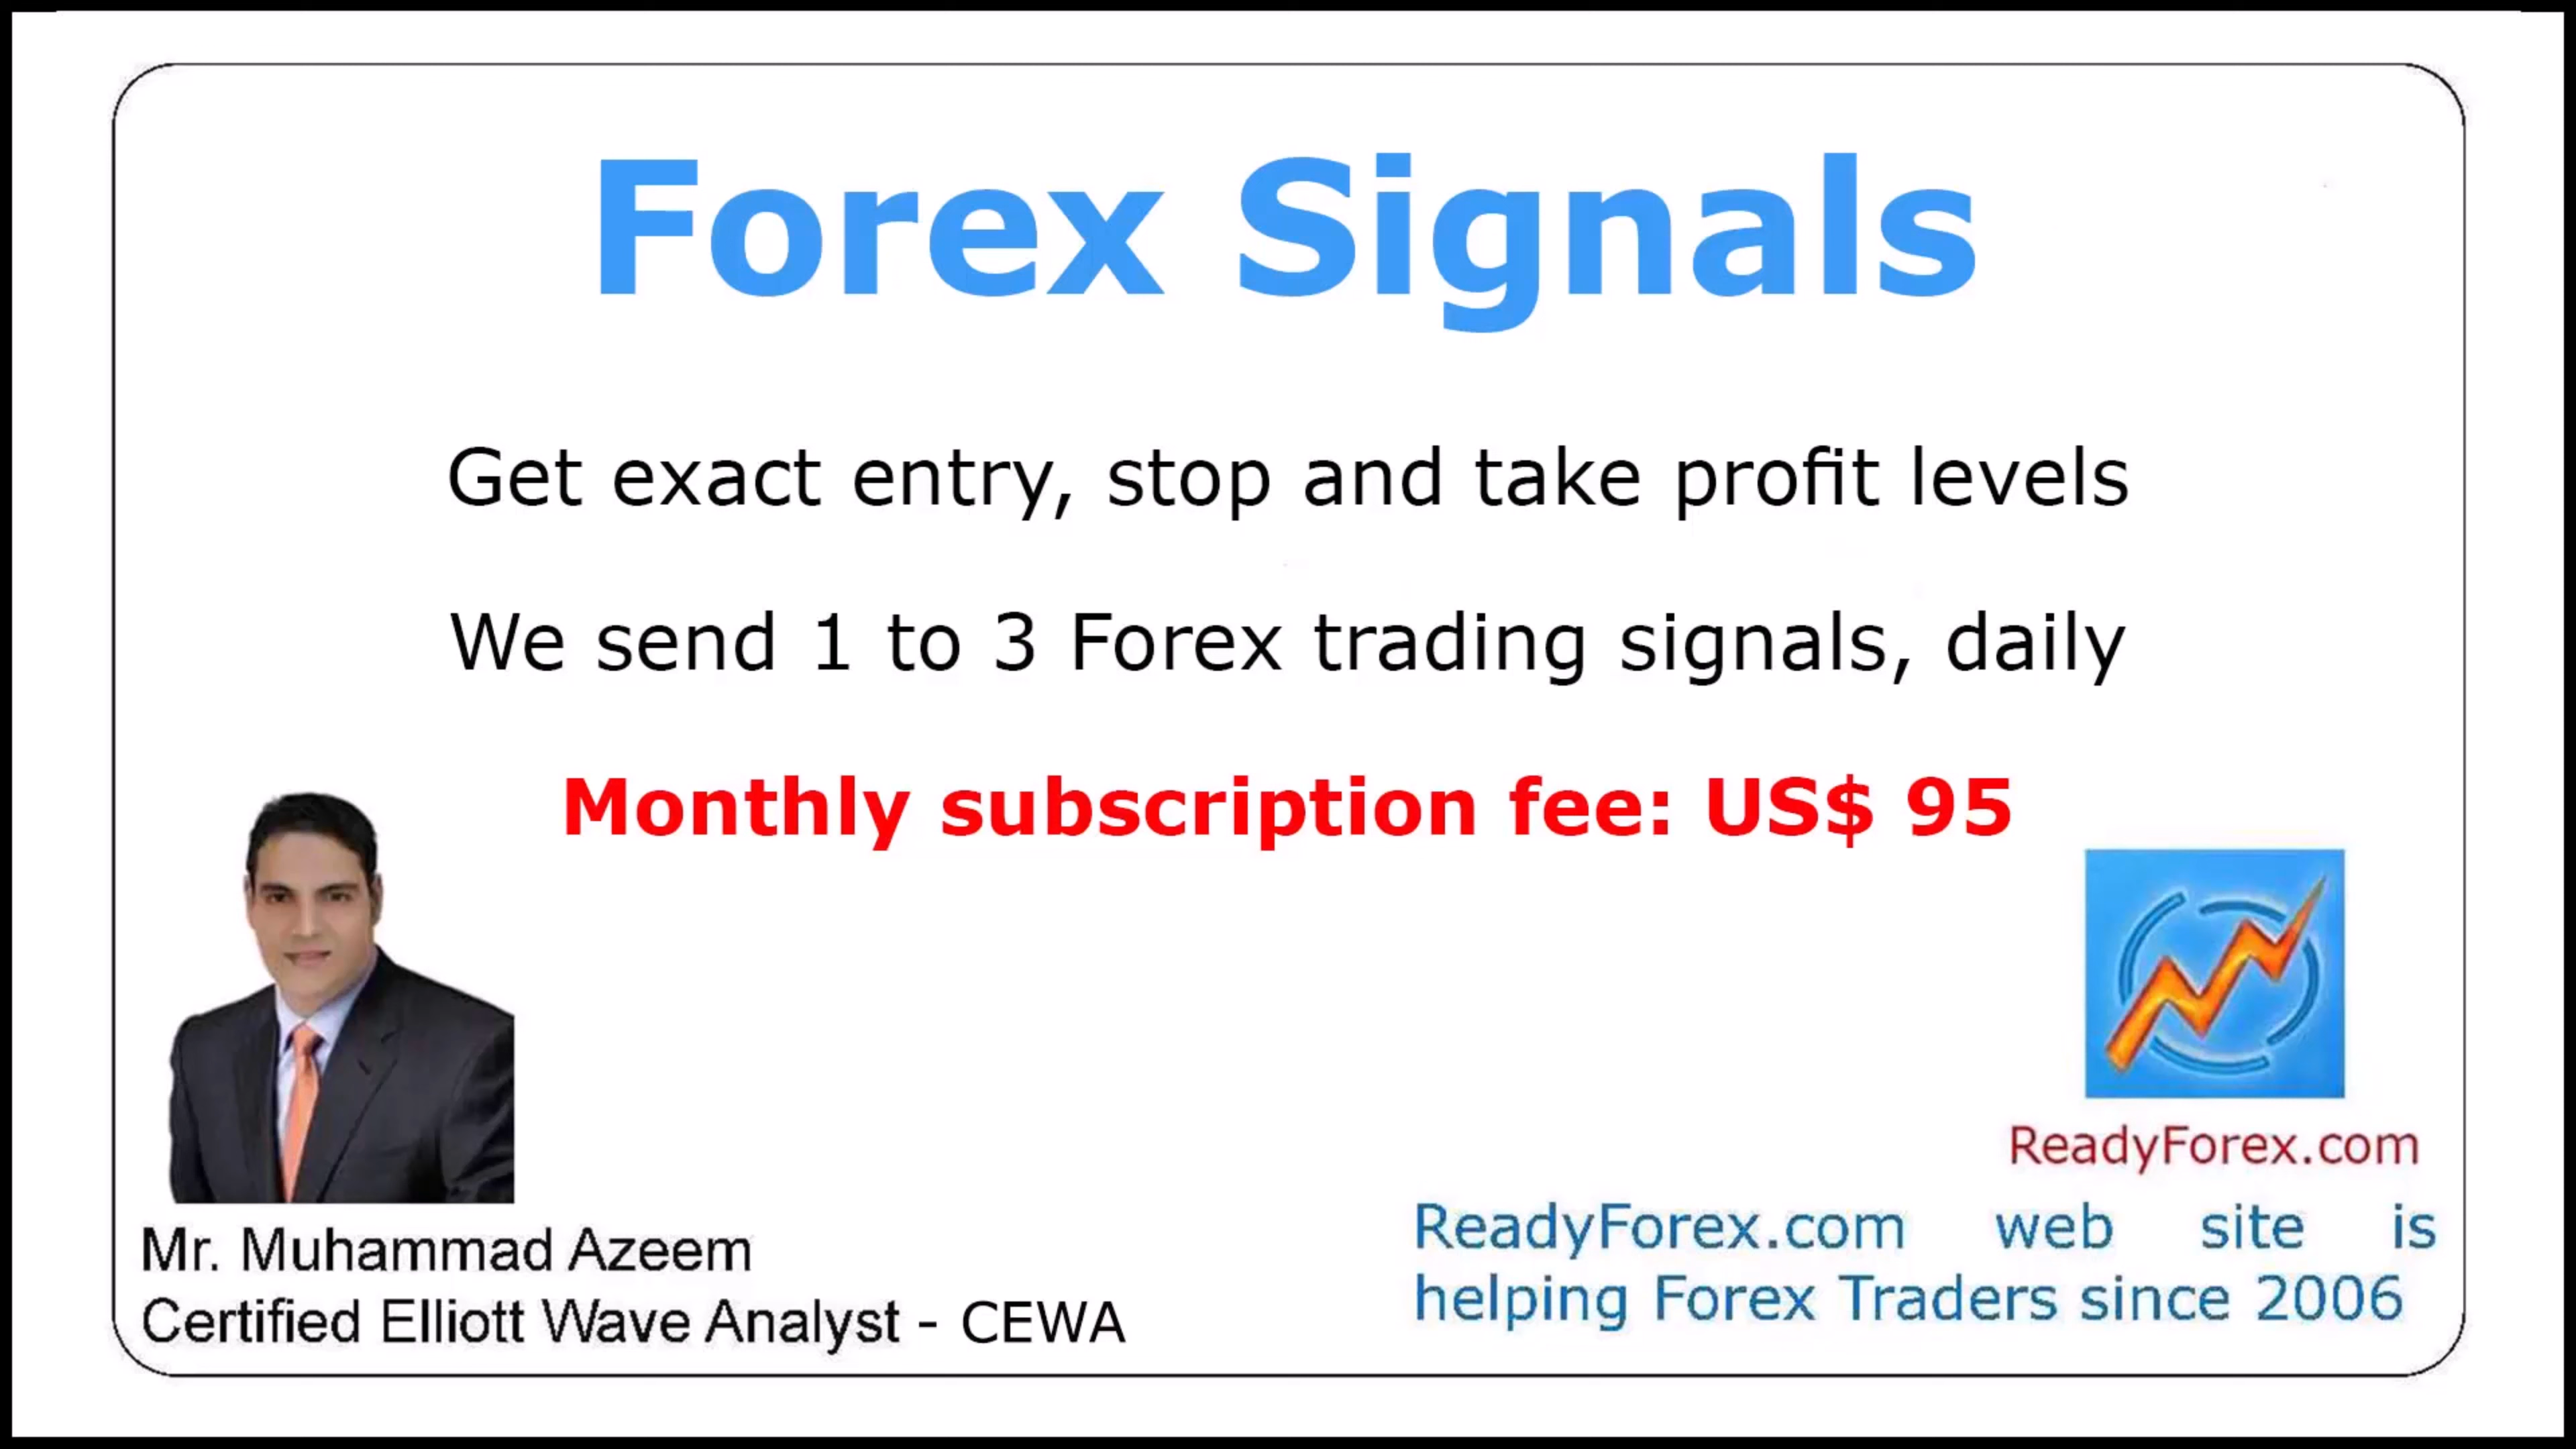 Forex Signals
Get exact entry, stop and take profit levels
We send 1 to 3 Forex trading signals, daily
Monthly subscription fee: US$ 95
Mr. Muhammad Azeem
Certified Elliott Wave Analyst - CEWA
ReadyForex.com
ReadyForex.com web site is
helping Forex Traders since 2006